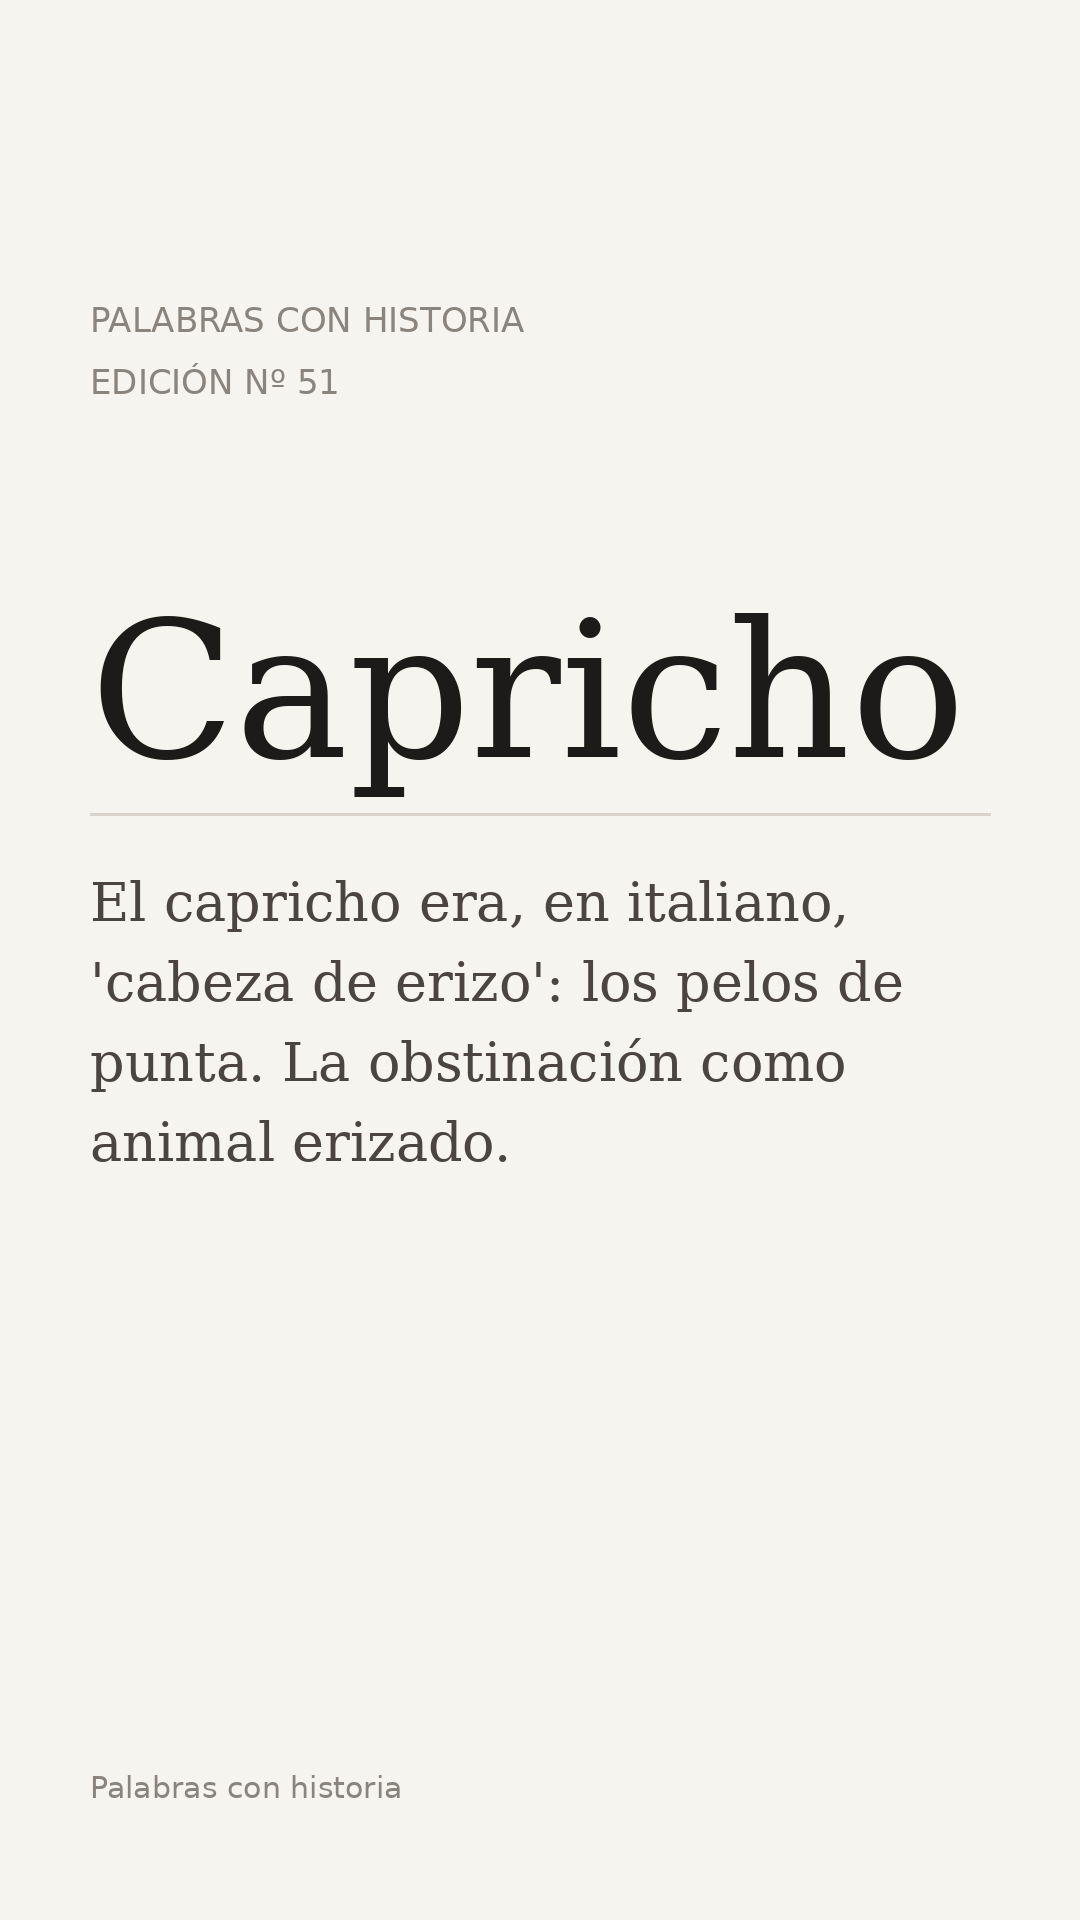 PALABRAS CON HISTORIA
EDICIÓN Nº 51
Capricho
El capricho era, en italiano,
'cabeza de erizo': los pelos de
punta. La obstinación como
animal erizado.
Palabras con historia